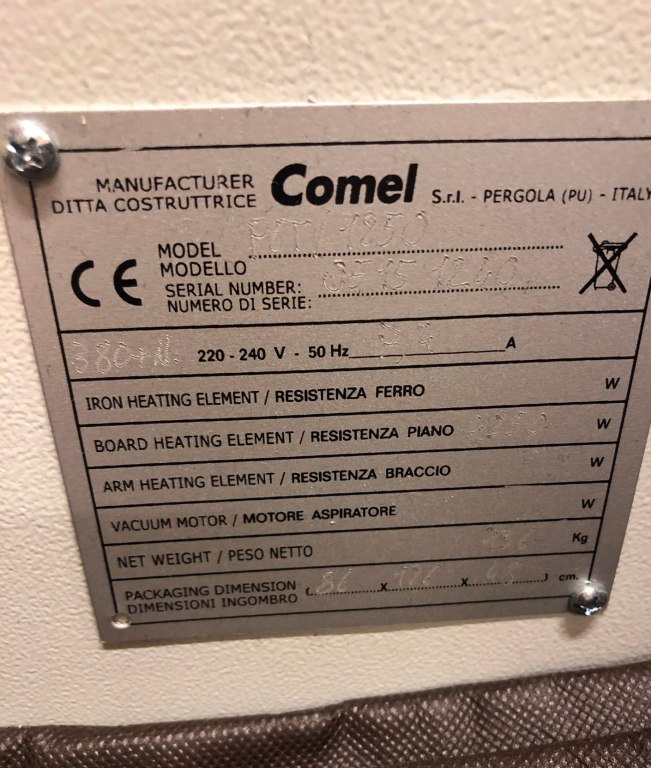 MANUFACTURER
DITTA COSTRUTTRICE
Comel S.r.l. - PERGOLA (PU) - ITALY
CE
MODEL
MODELLO
SERIAL NUMBER:
NUMERO DI SERIE:
380+N. 220 - 240 V - 50 Hz A
IRON HEATING ELEMENT / RESISTENZA FERRO W
BOARD HEATING ELEMENT / RESISTENZA PIANO W
ARM HEATING ELEMENT / RESISTENZA BRACCIO W
VACUUM MOTOR / MOTORE ASPIRATORE W
NET WEIGHT / PESO NETTO Kg
PACKAGING DIMENSION
DIMENSIONI INGOMBRO (86 x x ) cm.